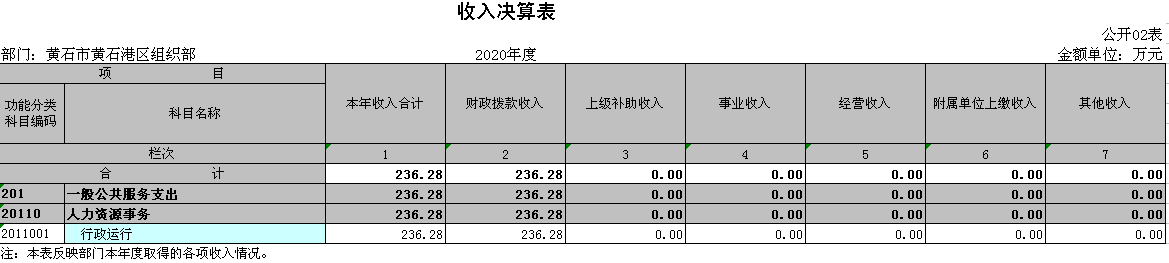 收入决算表
公开02表
部门：黄石市黄石港区组织部 2020年度 金额单位：万元
项 目 本年收入合计 财政拨款收入 上级补助收入 事业收入 经营收入 附属单位上缴收入 其他收入
功能分类科目编码 科目名称
栏次 1 2 3 4 5 6 7
合 计 236.28 236.28 0.00 0.00 0.00 0.00 0.00
201 一般公共服务支出 236.28 236.28 0.00 0.00 0.00 0.00 0.00
20110 人力资源事务 236.28 236.28 0.00 0.00 0.00 0.00 0.00
2011001 行政运行 236.28 236.28 0.00 0.00 0.00 0.00 0.00
注：本表反映部门本年度取得的各项收入情况。